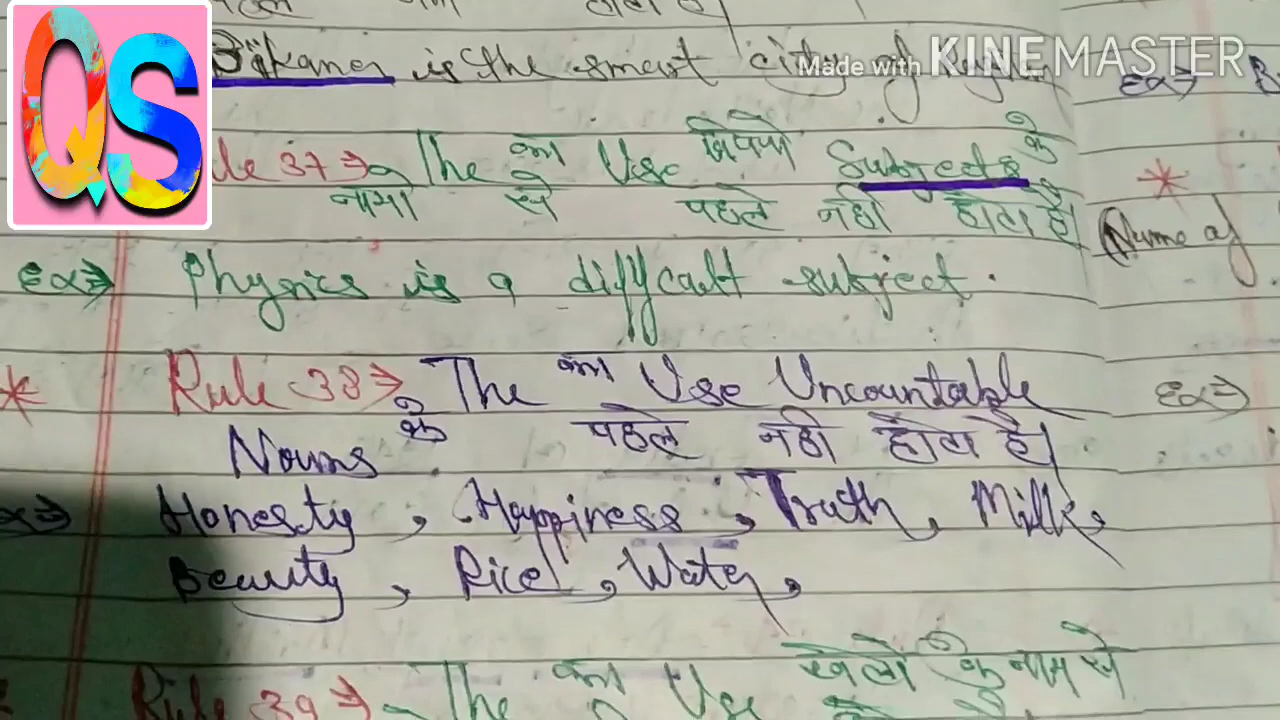 QS
Bikaner is the smart city of
Made with KINEMASTER
Rule 37⇒ The का Use विषयो Subjects के
नामो से पहले नही होता है।
Ex⇒ Physics is a difficult subject.
* Rule 38⇒ The का Use Uncountable
Nouns के पहले नही होता है।
Ex⇒ Honesty, Happiness, Truth, Milk,
Beauty, Rice, Water,
Rule 39⇒ The का Use खेलो के नाम से
Ex⇒ B
*
Name of
Ex⇒